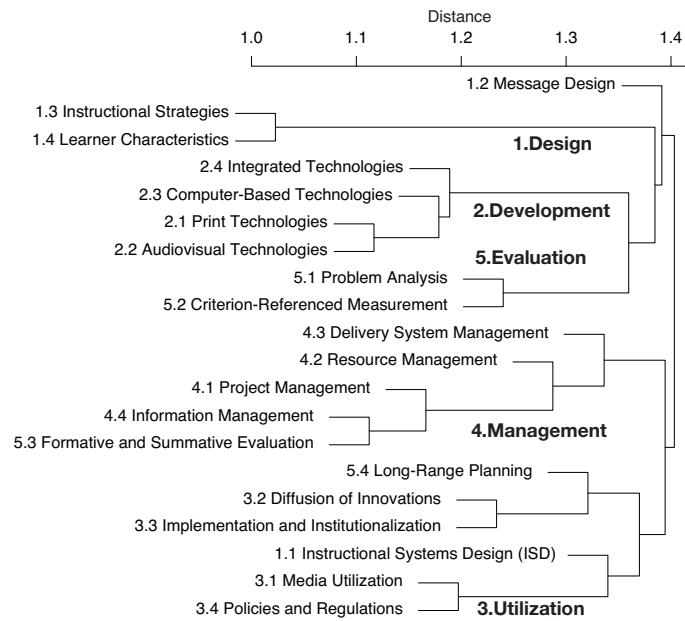 Distance
1.0 1.1 1.2 1.3 1.4
1.2 Message Design
1.3 Instructional Strategies
1.4 Learner Characteristics
1.Design
2.4 Integrated Technologies
2.3 Computer-Based Technologies
2.Development
2.1 Print Technologies
2.2 Audiovisual Technologies
5.Evaluation
5.1 Problem Analysis
5.2 Criterion-Referenced Measurement
4.3 Delivery System Management
4.2 Resource Management
4.1 Project Management
4.4 Information Management
4.Management
5.3 Formative and Summative Evaluation
5.4 Long-Range Planning
3.2 Diffusion of Innovations
3.3 Implementation and Institutionalization
1.1 Instructional Systems Design (ISD)
3.1 Media Utilization
3.4 Policies and Regulations
3.Utilization